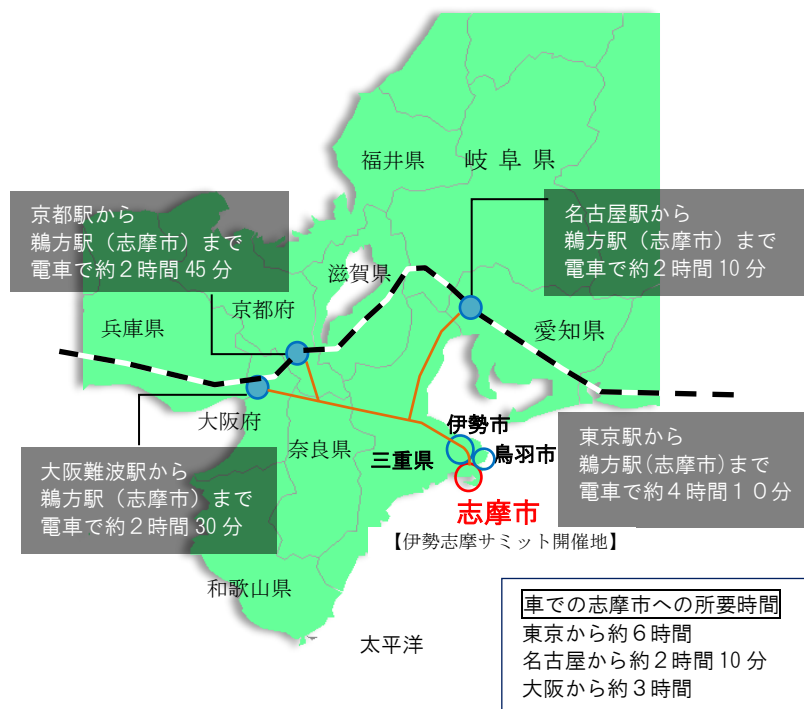 福井県
岐阜県
京都駅から
鵜方駅（志摩市）まで
電車で約２時間45分
名古屋駅から
鵜方駅（志摩市）まで
電車で約２時間10分
滋賀県
京都府
兵庫県
愛知県
大阪府
伊勢市
奈良県
三重県
鳥羽市
大阪難波駅から
鵜方駅（志摩市）まで
電車で約２時間30分
東京駅から
鵜方駅(志摩市)まで
電車で約４時間１０分
志摩市
【伊勢志摩サミット開催地】
和歌山県
太平洋
車での志摩市への所要時間
東京から約６時間
名古屋から約２時間10分
大阪から約３時間